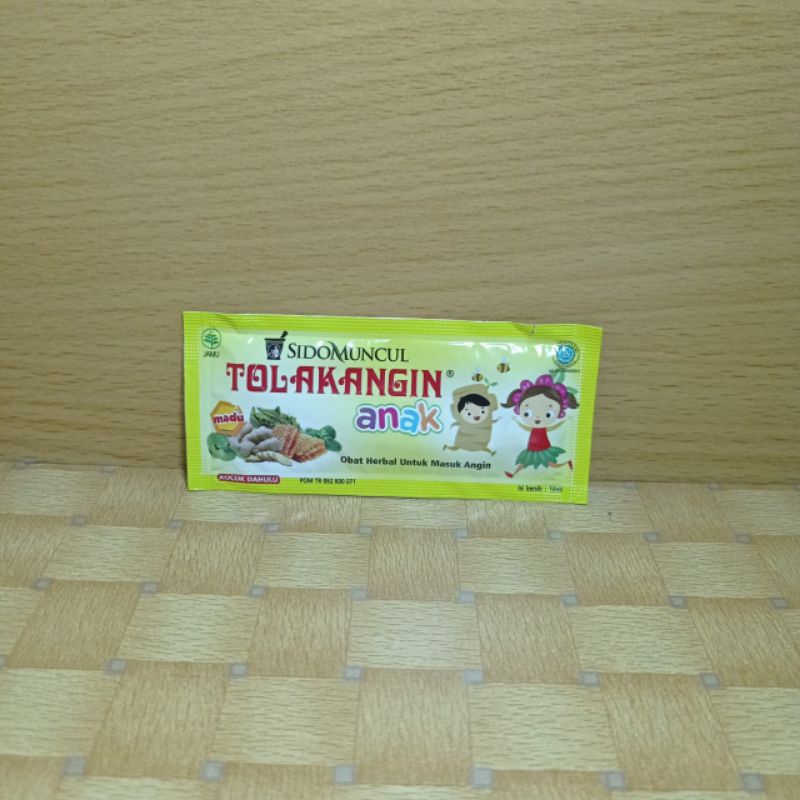 JAMU
SIDOMUNCUL
TOLAKANGIN®
anak
madu
Obat Herbal Untuk Masuk Angin
KOCOK DAHULU
POM TR 092 600 071
Isi bersih : 10ml